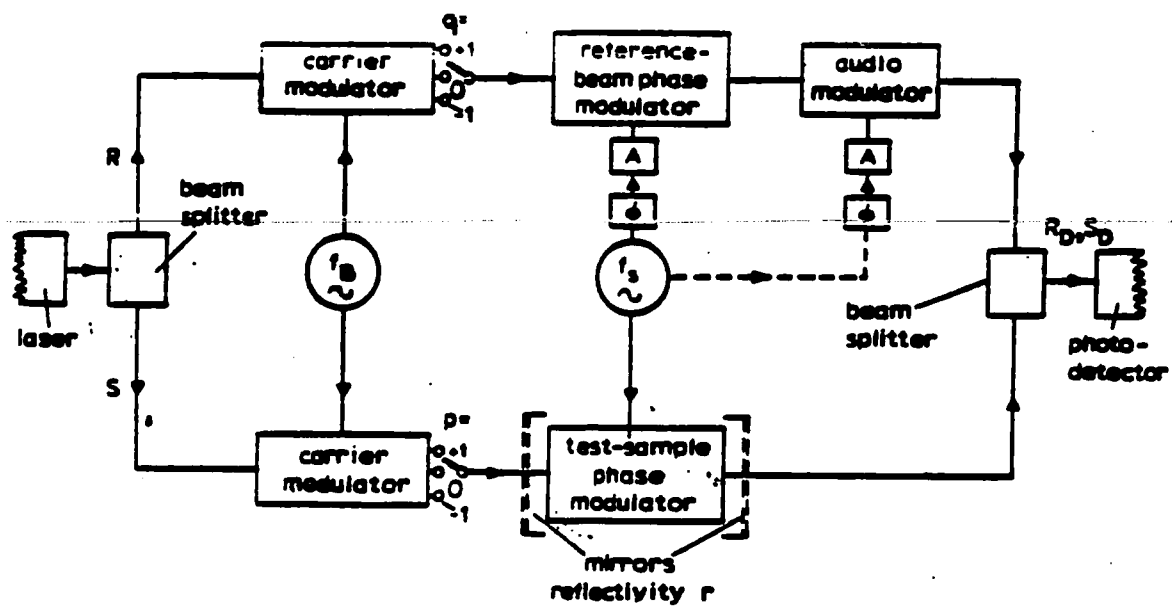 q=
+1
0
-1
carrier
modulator
reference-
beam phase
modulator
audio
modulator
A
A
ϕ
ϕ
R
beam
splitter
f_B
~
f_s
~
R_D, S_D
laser
beam
splitter
photo-
detector
S
p=
+1
0
-1
carrier
modulator
test-sample
phase
modulator
mirrors
reflectivity r